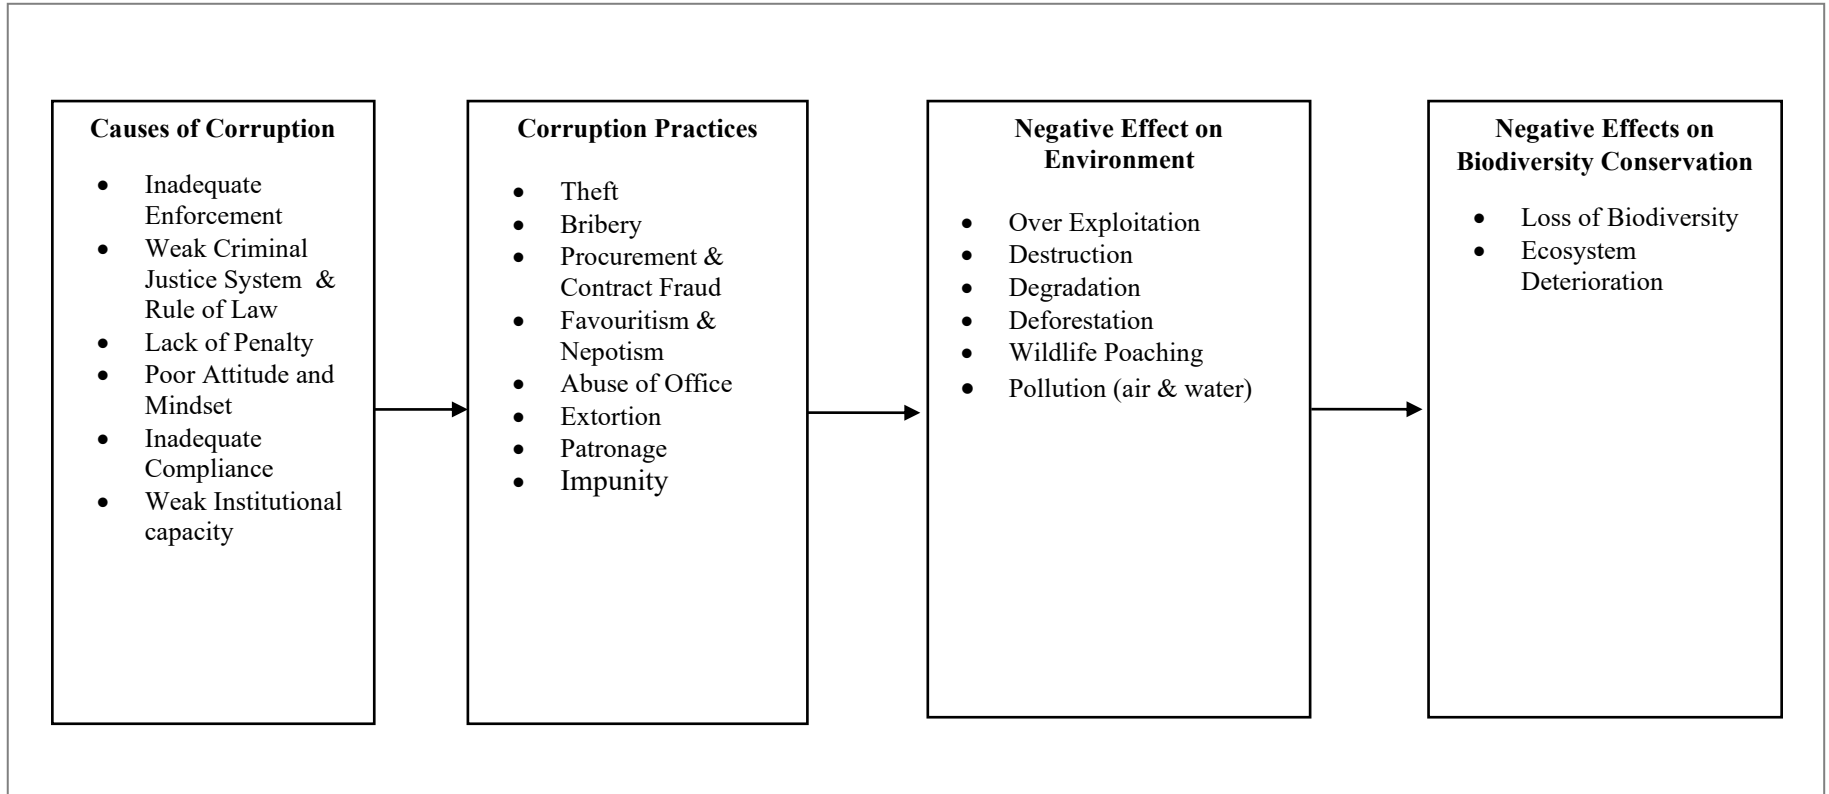 Causes of Corruption
• Inadequate
Enforcement
• Weak Criminal
Justice System  &
Rule of Law
• Lack of Penalty
• Poor Attitude and
Mindset
• Inadequate
Compliance
• Weak Institutional
capacity
Corruption Practices
• Theft
• Bribery
• Procurement &
Contract Fraud
• Favouritism &
Nepotism
• Abuse of Office
• Extortion
• Patronage
• Impunity
Negative Effect on
Environment
• Over Exploitation
• Destruction
• Degradation
• Deforestation
• Wildlife Poaching
• Pollution (air & water)
Negative Effects on
Biodiversity Conservation
• Loss of Biodiversity
• Ecosystem
Deterioration